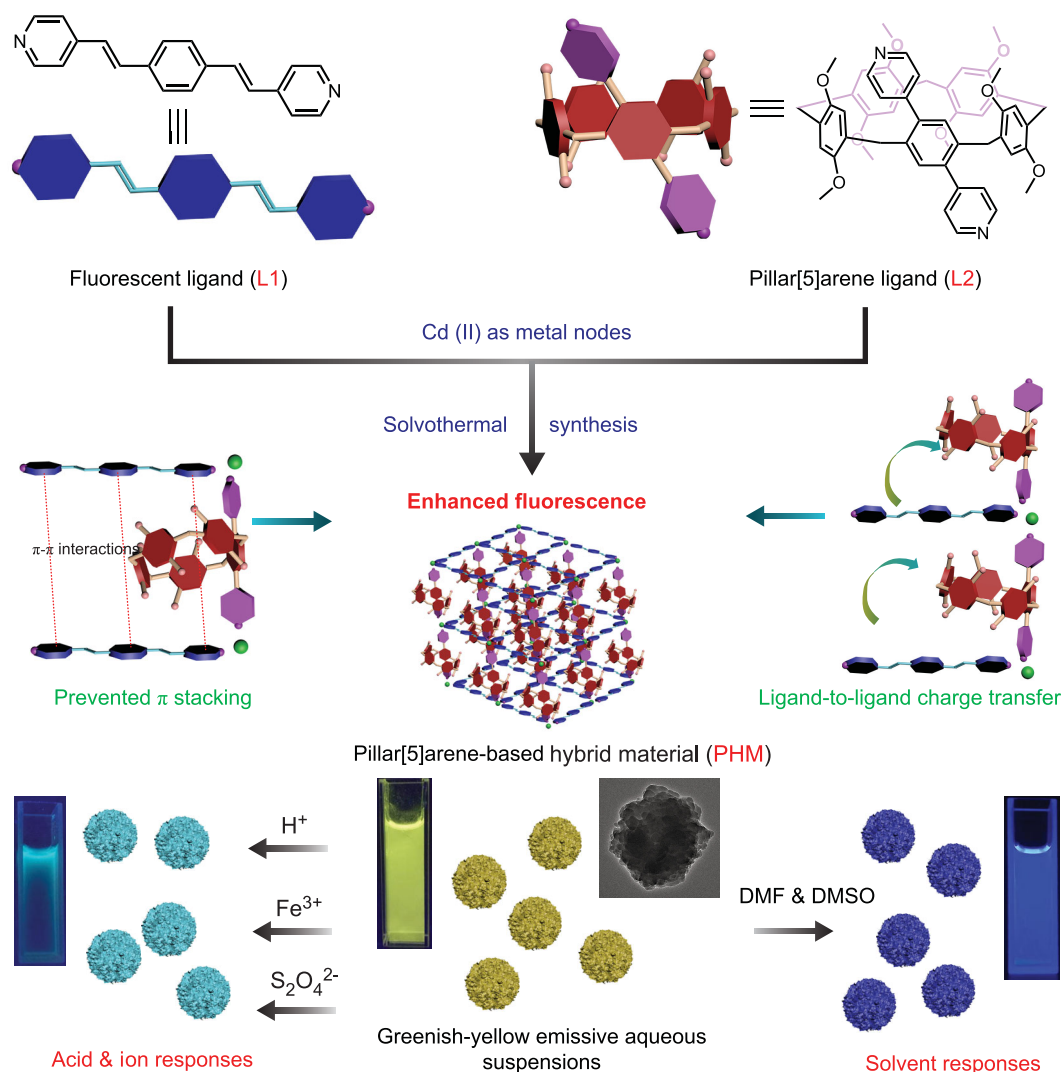 N
N
N
N
O
O
O
O
O
O
O
O
Fluorescent ligand (L1)
Pillar[5]arene ligand (L2)
Cd (II) as metal nodes
Solvothermal synthesis
Enhanced fluorescence
π-π interactions
Prevented π stacking
Ligand-to-ligand charge transfer
Pillar[5]arene-based hybrid material (PHM)
H⁺
Fe³⁺
S₂O₄²⁻
DMF & DMSO
Greenish-yellow emissive aqueous
suspensions
Acid & ion responses
Solvent responses